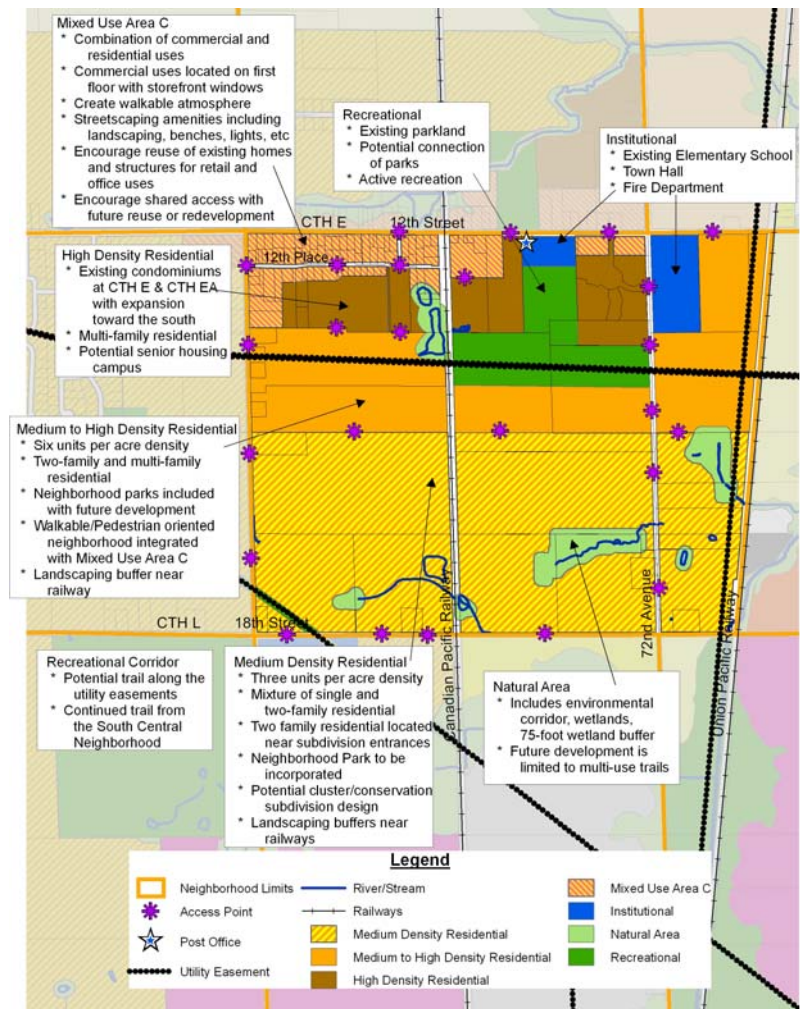 Mixed Use Area C
* Combination of commercial and
residential uses
* Commercial uses located on first
floor with storefront windows
* Create walkable atmosphere
* Streetscaping amenities including
landscaping, benches, lights, etc
* Encourage reuse of existing homes
and structures for retail and
office uses
* Encourage shared access with
future reuse or redevelopment
Recreational
* Existing parkland
* Potential connection
of parks
* Active recreation
Institutional
* Existing Elementary School
* Town Hall
* Fire Department
CTH E 12th Street
12th Place
High Density Residential
* Existing condominiums
at CTH E & CTH EA
with expansion
toward the south
* Multi-family residential
* Potential senior housing
campus
Medium to High Density Residential
* Six units per acre density
* Two-family and multi-family
residential
* Neighborhood parks included
with future development
* Walkable/Pedestrian oriented
neighborhood integrated
with Mixed Use Area C
* Landscaping buffer near
railway
CTH L 18th Street
Canadian Pacific Railway
72nd Avenue
Union Pacific Railway
Recreational Corridor
* Potential trail along the
utility easements
* Continued trail from
the South Central
Neighborhood
Medium Density Residential
* Three units per acre density
* Mixture of single and
two-family residential
* Two family residential located
near subdivision entrances
* Neighborhood Park to be
incorporated
* Potential cluster/conservation
subdivision design
* Landscaping buffers near
railways
Natural Area
* Includes environmental
corridor, wetlands,
75-foot wetland buffer
* Future development is
limited to multi-use trails
Legend
Neighborhood Limits
Access Point
Post Office
Utility Easement
River/Stream
Railways
Medium Density Residential
Medium to High Density Residential
High Density Residential
Mixed Use Area C
Institutional
Natural Area
Recreational